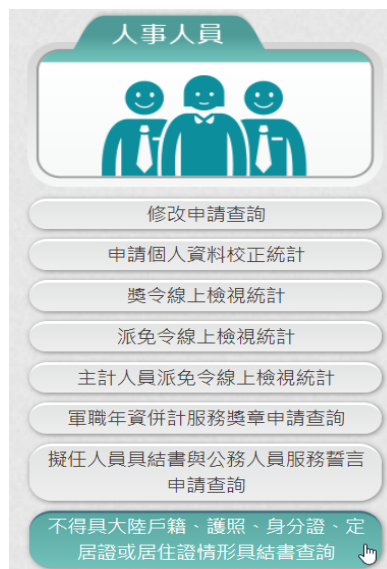 人事人員
修改申請查詢
申請個人資料校正統計
獎令線上檢視統計
派免令線上檢視統計
主計人員派免令線上檢視統計
軍職年資併計服務獎章申請查詢
擬任人員具結書與公務人員服務誓言
申請查詢
不得具大陸戶籍、護照、身分證、定
居證或居住證情形具結書查詢